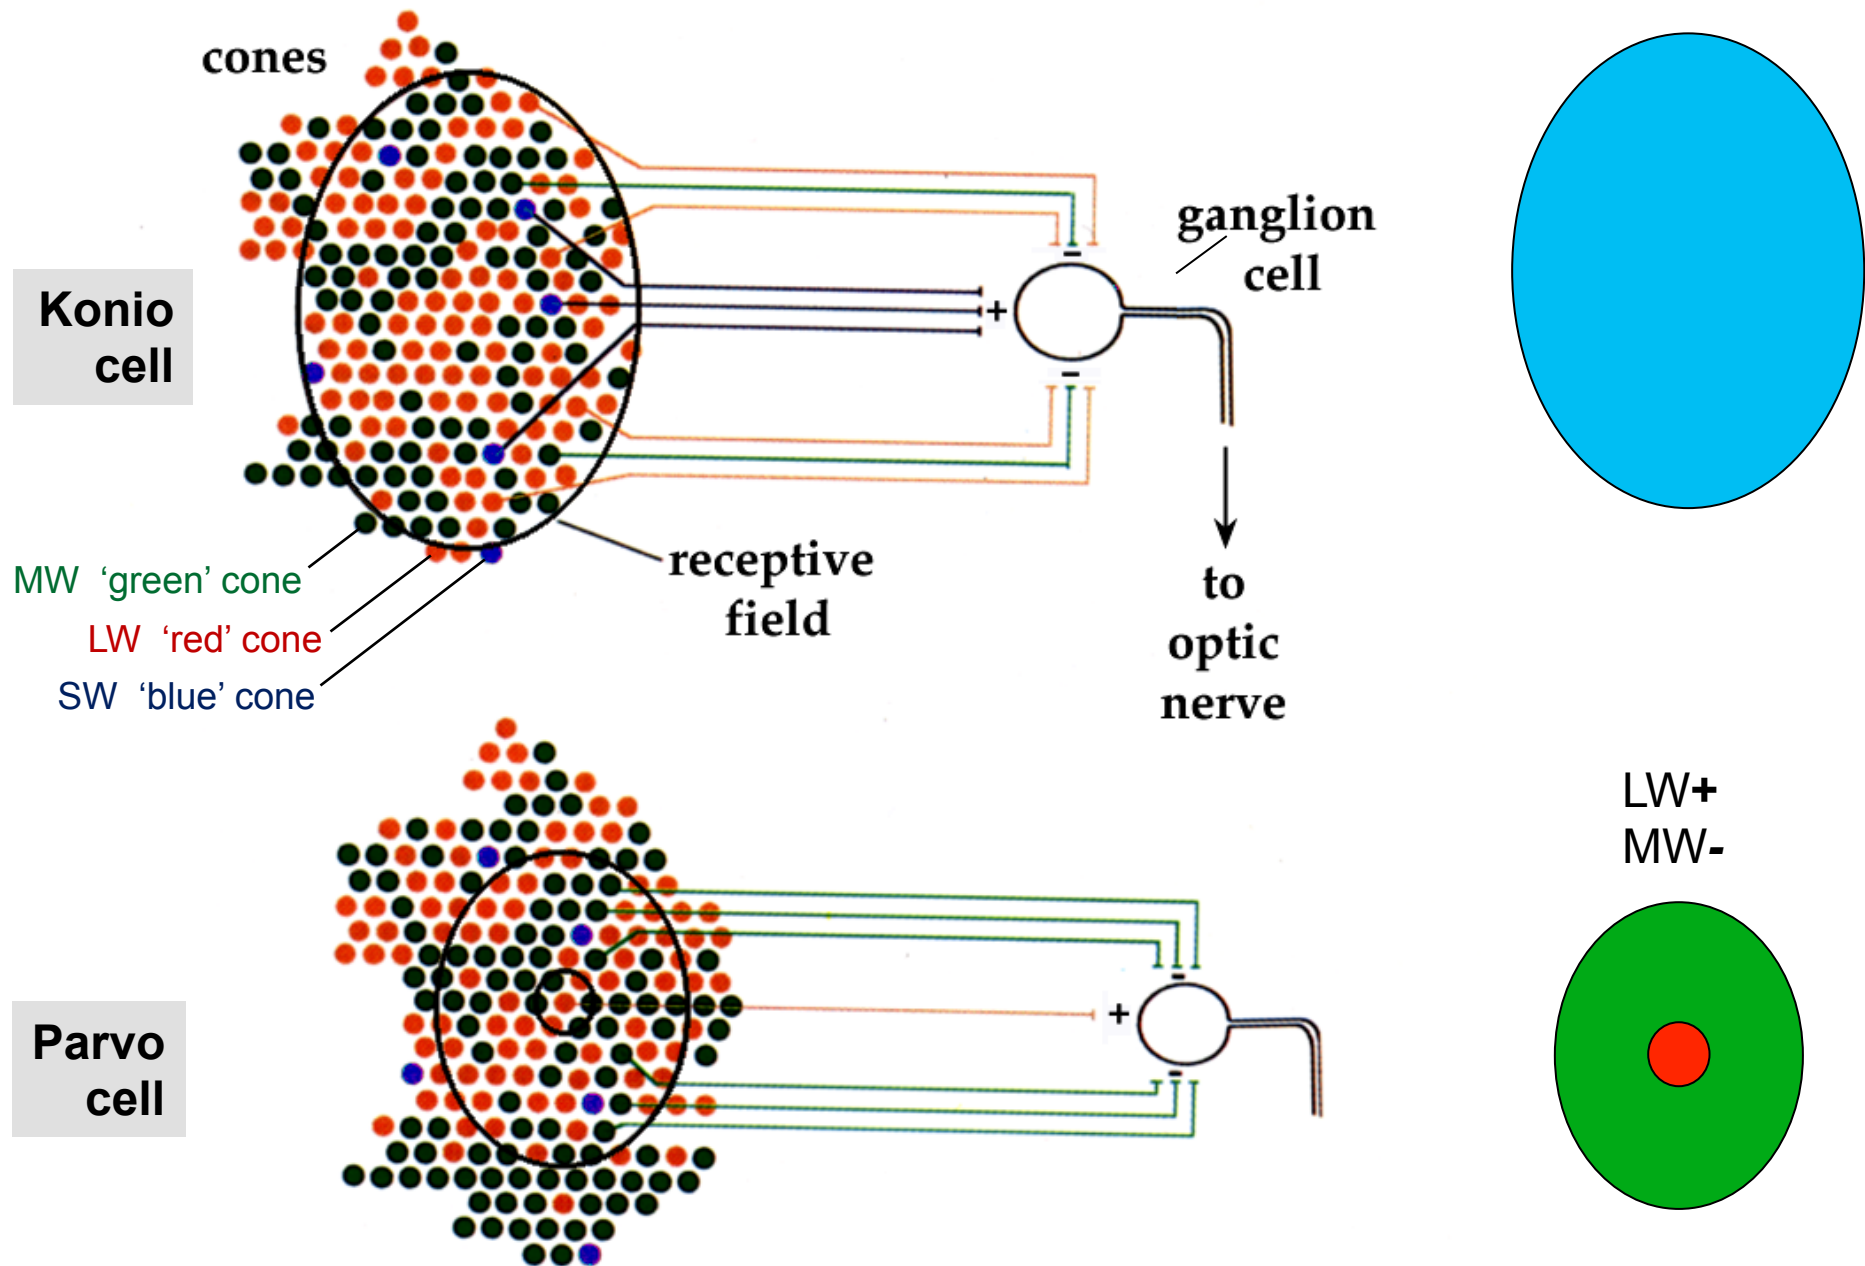 cones
Konio
cell
ganglion
cell
–
+
–
MW ‘green’ cone
LW ‘red’ cone
SW ‘blue’ cone
receptive
field
to
optic
nerve
LW+
MW-
Parvo
cell
-
+
-